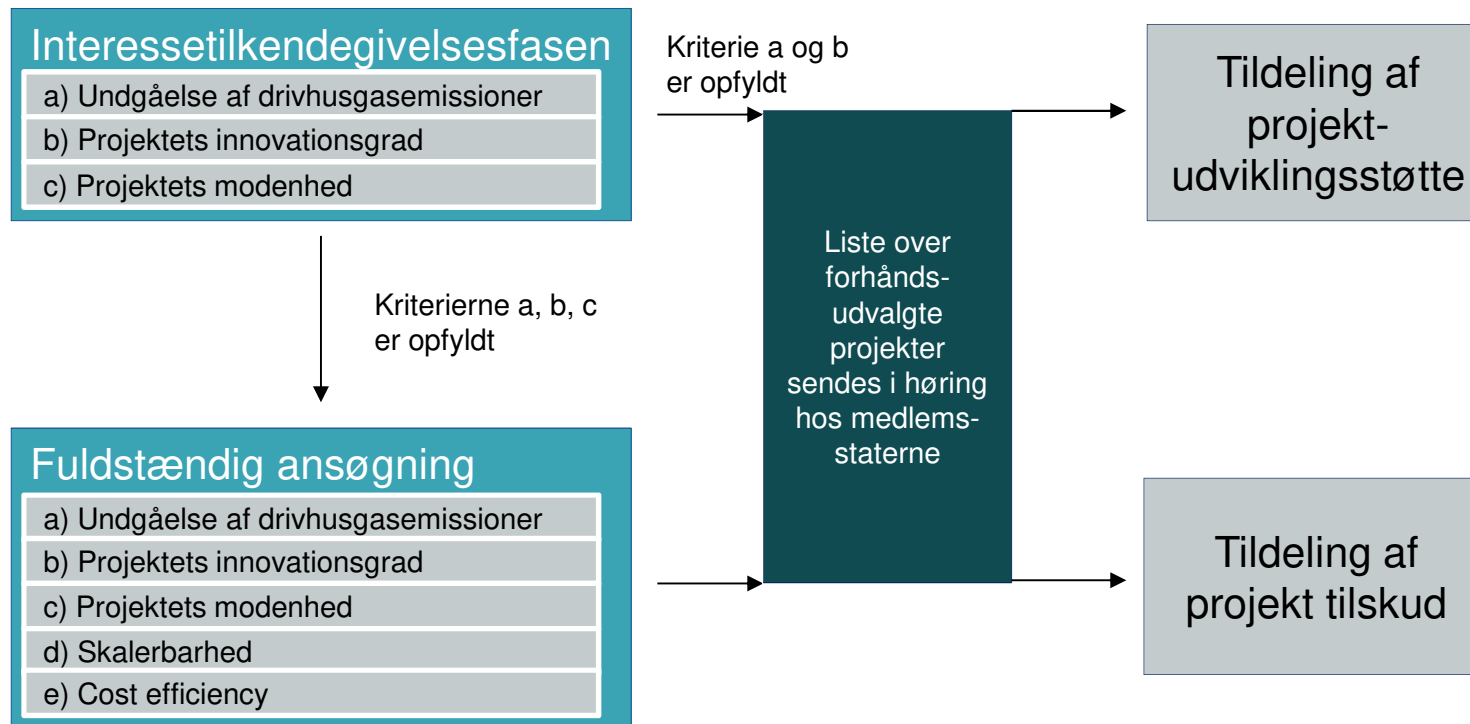 Interessetilkendegivelsesfasen
a) Undgåelse af drivhusgasemissioner
b) Projektets innovationsgrad
c) Projektets modenhed
Kriterie a og b
er opfyldt
Kriterierne a, b, c
er opfyldt
Fuldstændig ansøgning
a) Undgåelse af drivhusgasemissioner
b) Projektets innovationsgrad
c) Projektets modenhed
d) Skalerbarhed
e) Cost efficiency
Liste over
forhånds-
udvalgte
projekter
sendes i høring
hos medlems-
staterne
Tildeling af
projekt-
udviklingsstøtte
Tildeling af
projekt tilskud